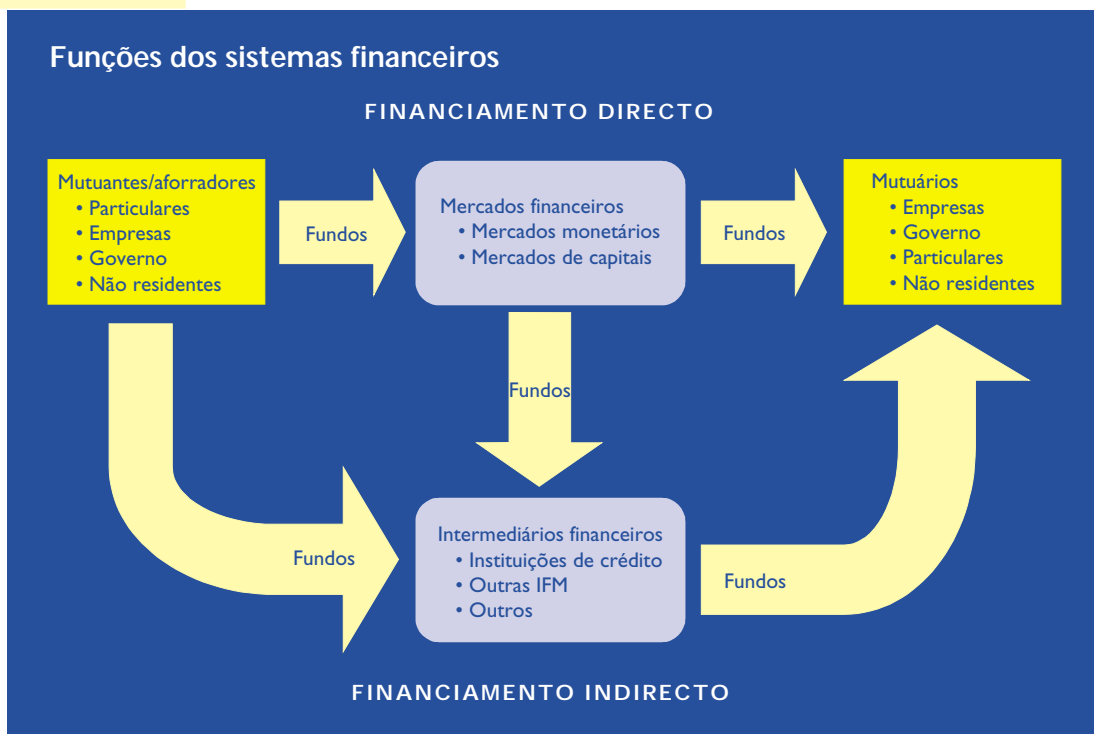 Funções dos sistemas financeiros
FINANCIAMENTO DIRECTO
Mutuantes/aforradores
• Particulares
• Empresas
• Governo
• Não residentes
Fundos
Mercados financeiros
• Mercados monetários
• Mercados de capitais
Fundos
Mutuários
• Empresas
• Governo
• Particulares
• Não residentes
Fundos
Fundos
Intermediários financeiros
• Instituições de crédito
• Outras IFM
• Outros
Fundos
FINANCIAMENTO INDIRECTO